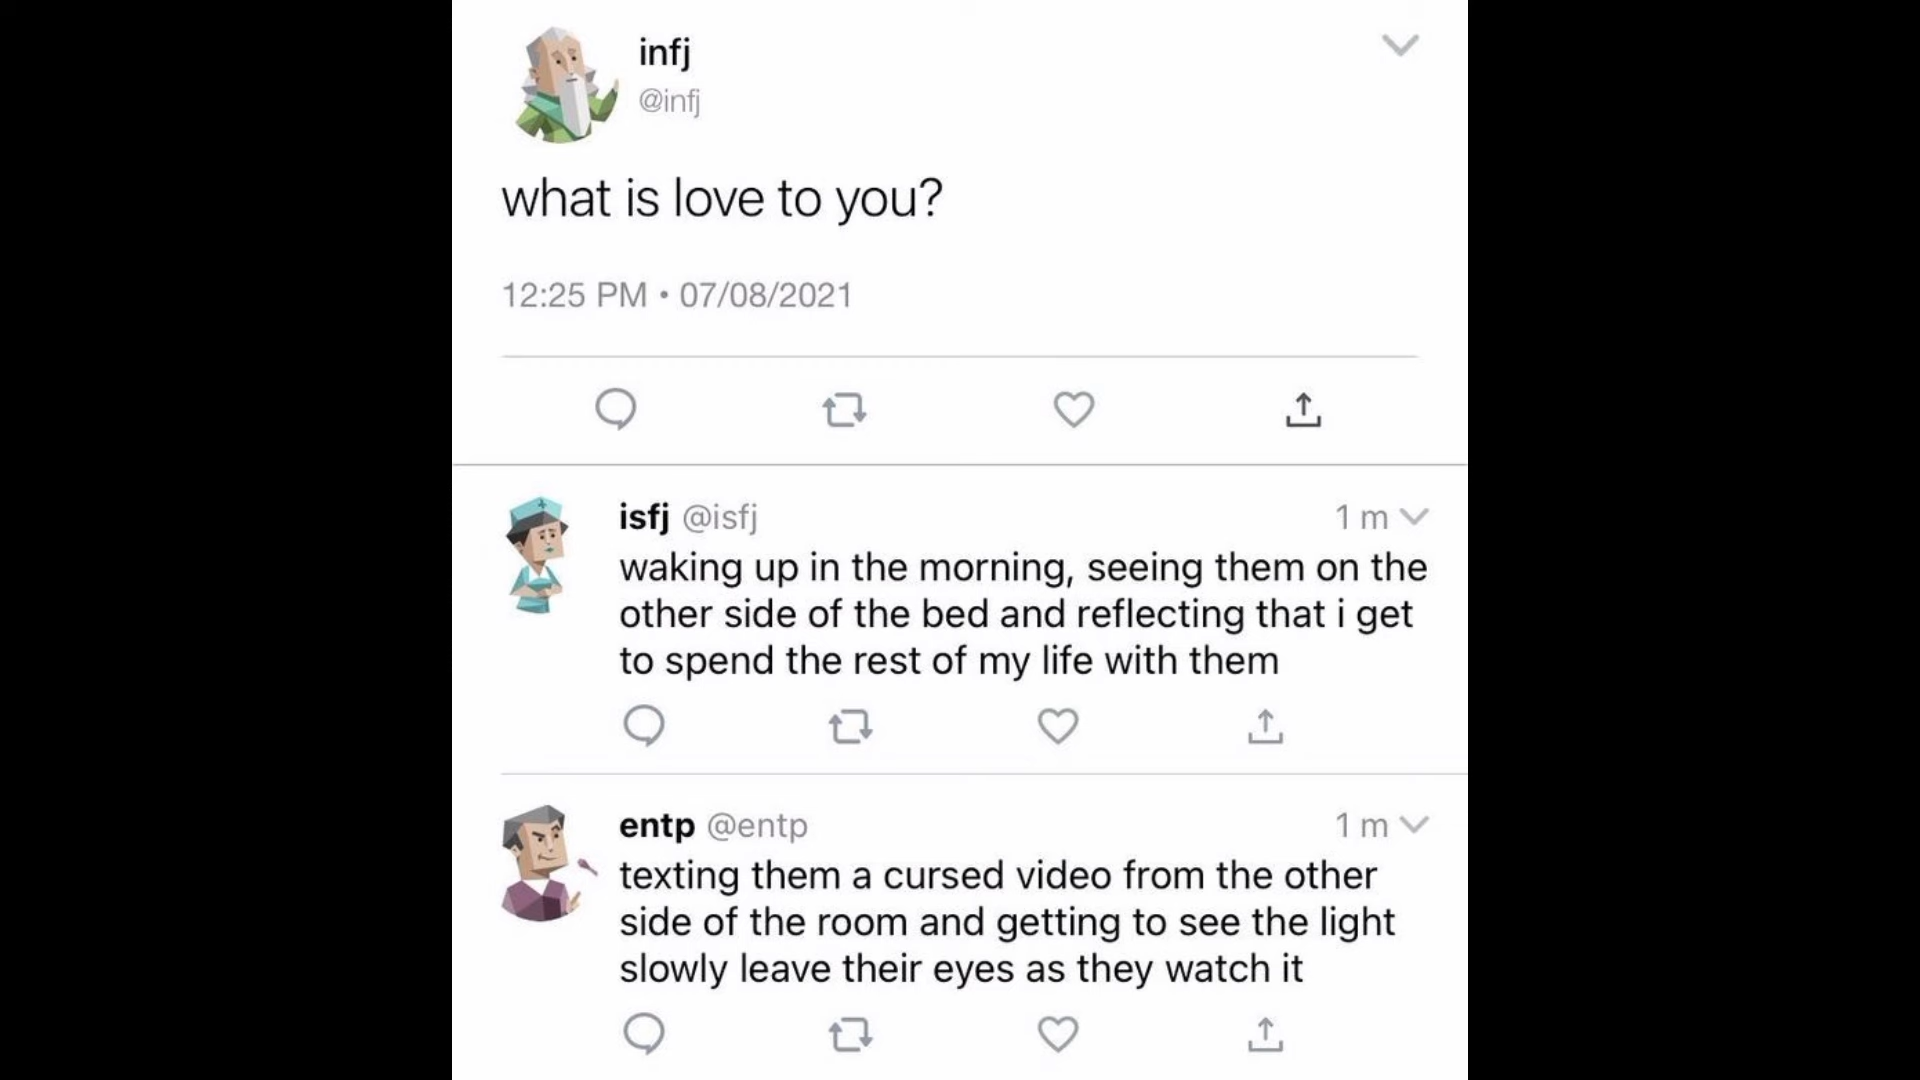 infj
@infj
what is love to you?
12:25 PM • 07/08/2021
isfj @isfj 1 m
waking up in the morning, seeing them on the
other side of the bed and reflecting that i get
to spend the rest of my life with them
entp @entp 1 m
texting them a cursed video from the other
side of the room and getting to see the light
slowly leave their eyes as they watch it